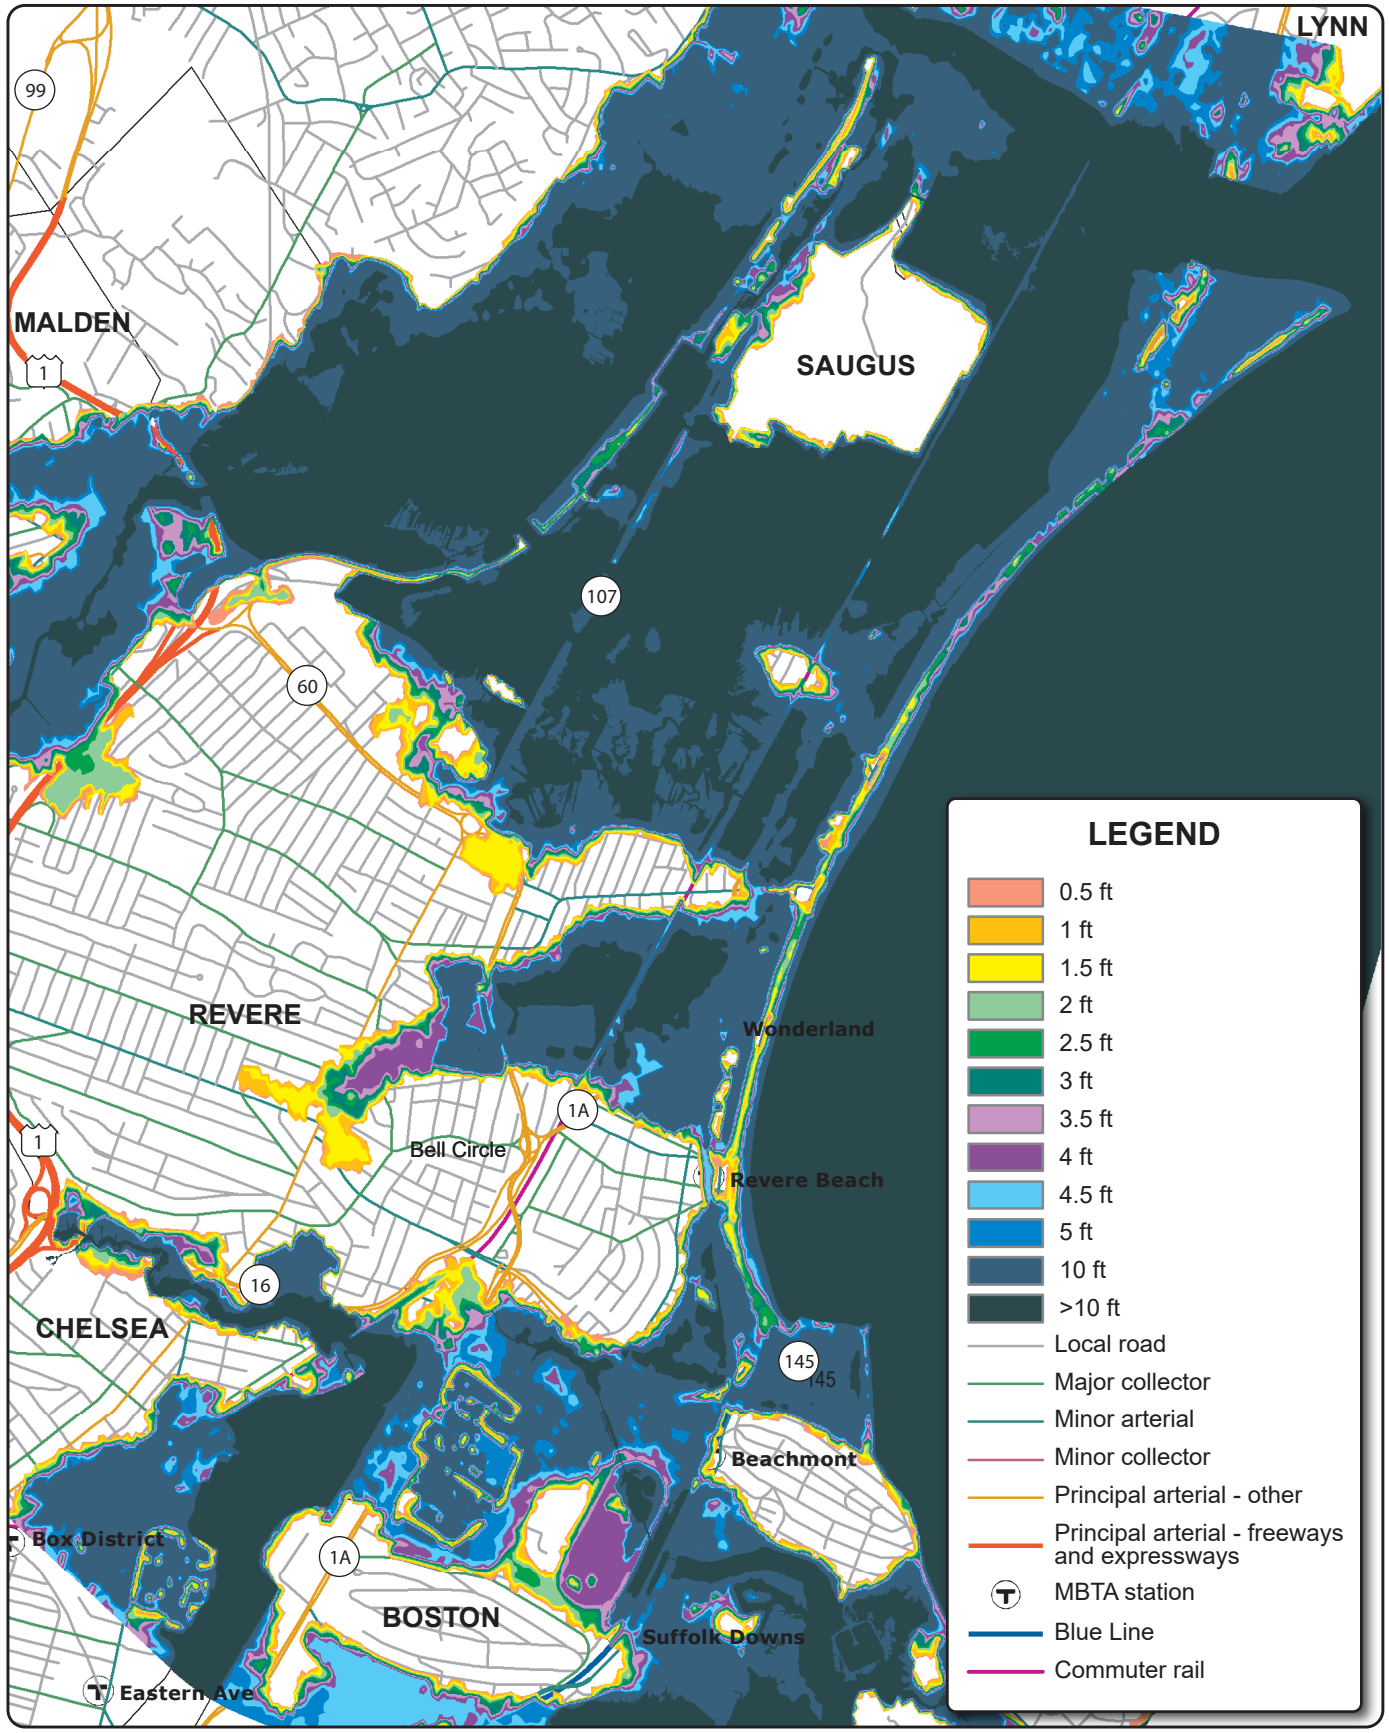 LYNN
99
MALDEN
1
SAUGUS
107
60
REVERE
Wonderland
1A
Bell Circle
1
Revere Beach
16
CHELSEA
145
145
Beachmont
Box District
1A
BOSTON
Suffolk Downs
Eastern Ave
LEGEND
0.5 ft
1 ft
1.5 ft
2 ft
2.5 ft
3 ft
3.5 ft
4 ft
4.5 ft
5 ft
10 ft
>10 ft
Local road
Major collector
Minor arterial
Minor collector
Principal arterial - other
Principal arterial - freeways
and expressways
T MBTA station
Blue Line
Commuter rail